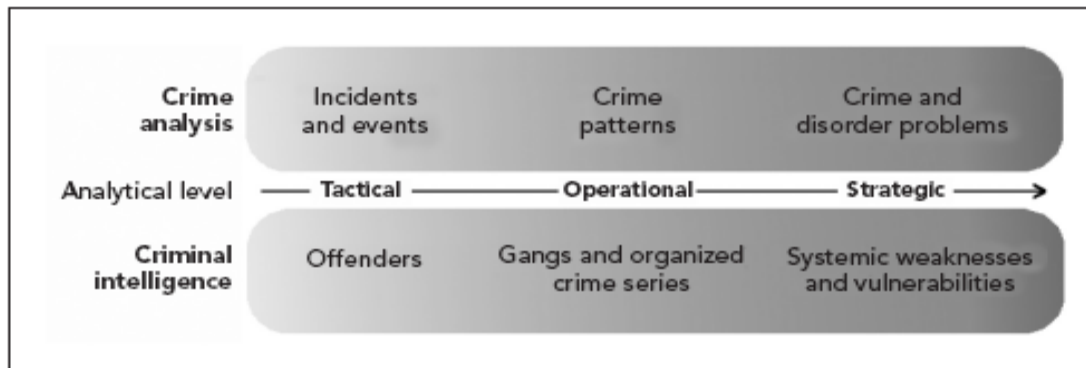 Crime
analysis
Incidents
and events
Crime
patterns
Crime and
disorder problems
Analytical level
Tactical
Operational
Strategic
Criminal
intelligence
Offenders
Gangs and organized
crime series
Systemic weaknesses
and vulnerabilities